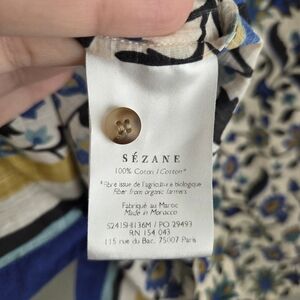 SÉZANE
100% Coton / Cotton*
*Fibre issue de l'agriculture biologique
Fiber from organic farmers
Fabriqué au Maroc
Made in Morocco
S2415H1136M / PO 29493
RN 154 043
115 rue du Bac, 75007 Paris